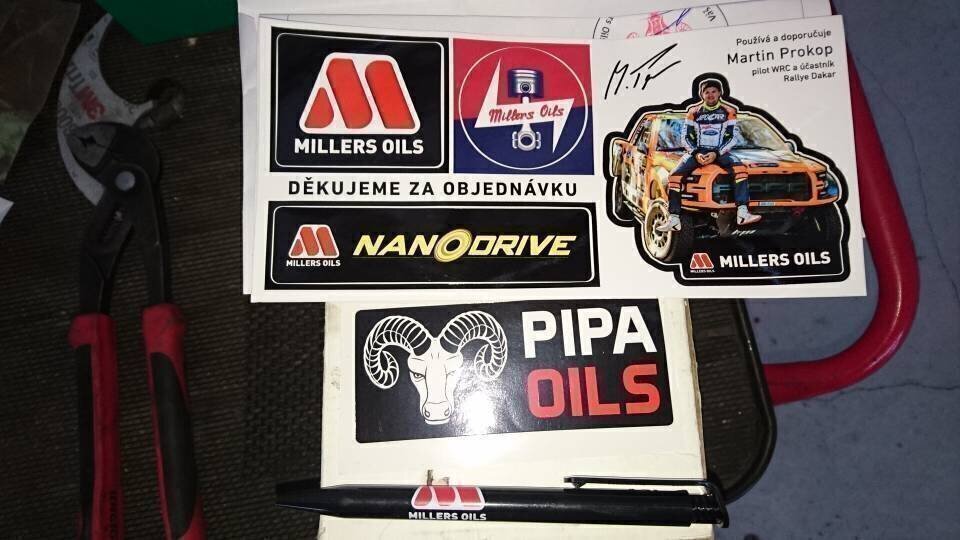 MILLERS OILS
Millers Oils
Používá a doporučuje
Martin Prokop
pilot WRC a účastník
Rallye Dakar
DĚKUJEME ZA OBJEDNÁVKU
MILLERS OILS
NANODRIVE
MILLERS OILS
PIPA
OILS
MILLERS OILS